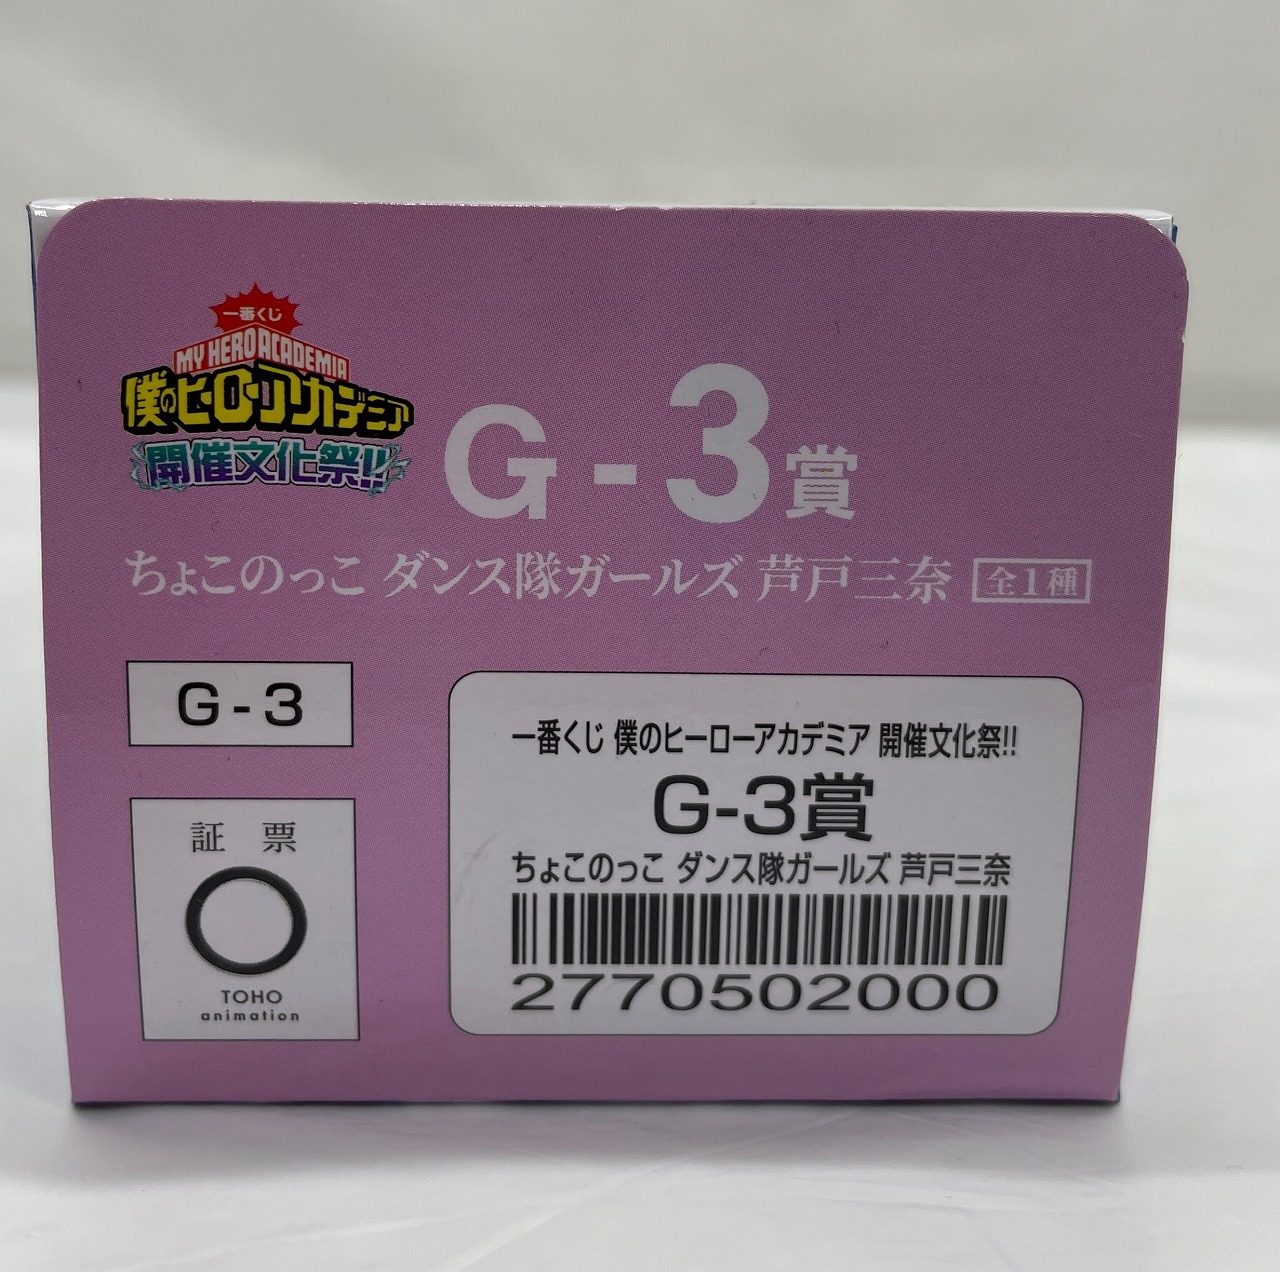 一番くじ
MY HERO ACADEMIA
僕のヒーローアカデミア
開催文化祭!!
G-3賞
ちょこのっこ ダンス隊ガールズ 芦戸三奈 全1種
G-3
証票
TOHO
animation
一番くじ 僕のヒーローアカデミア 開催文化祭!!
G-3賞
ちょこのっこ ダンス隊ガールズ 芦戸三奈
2770502000